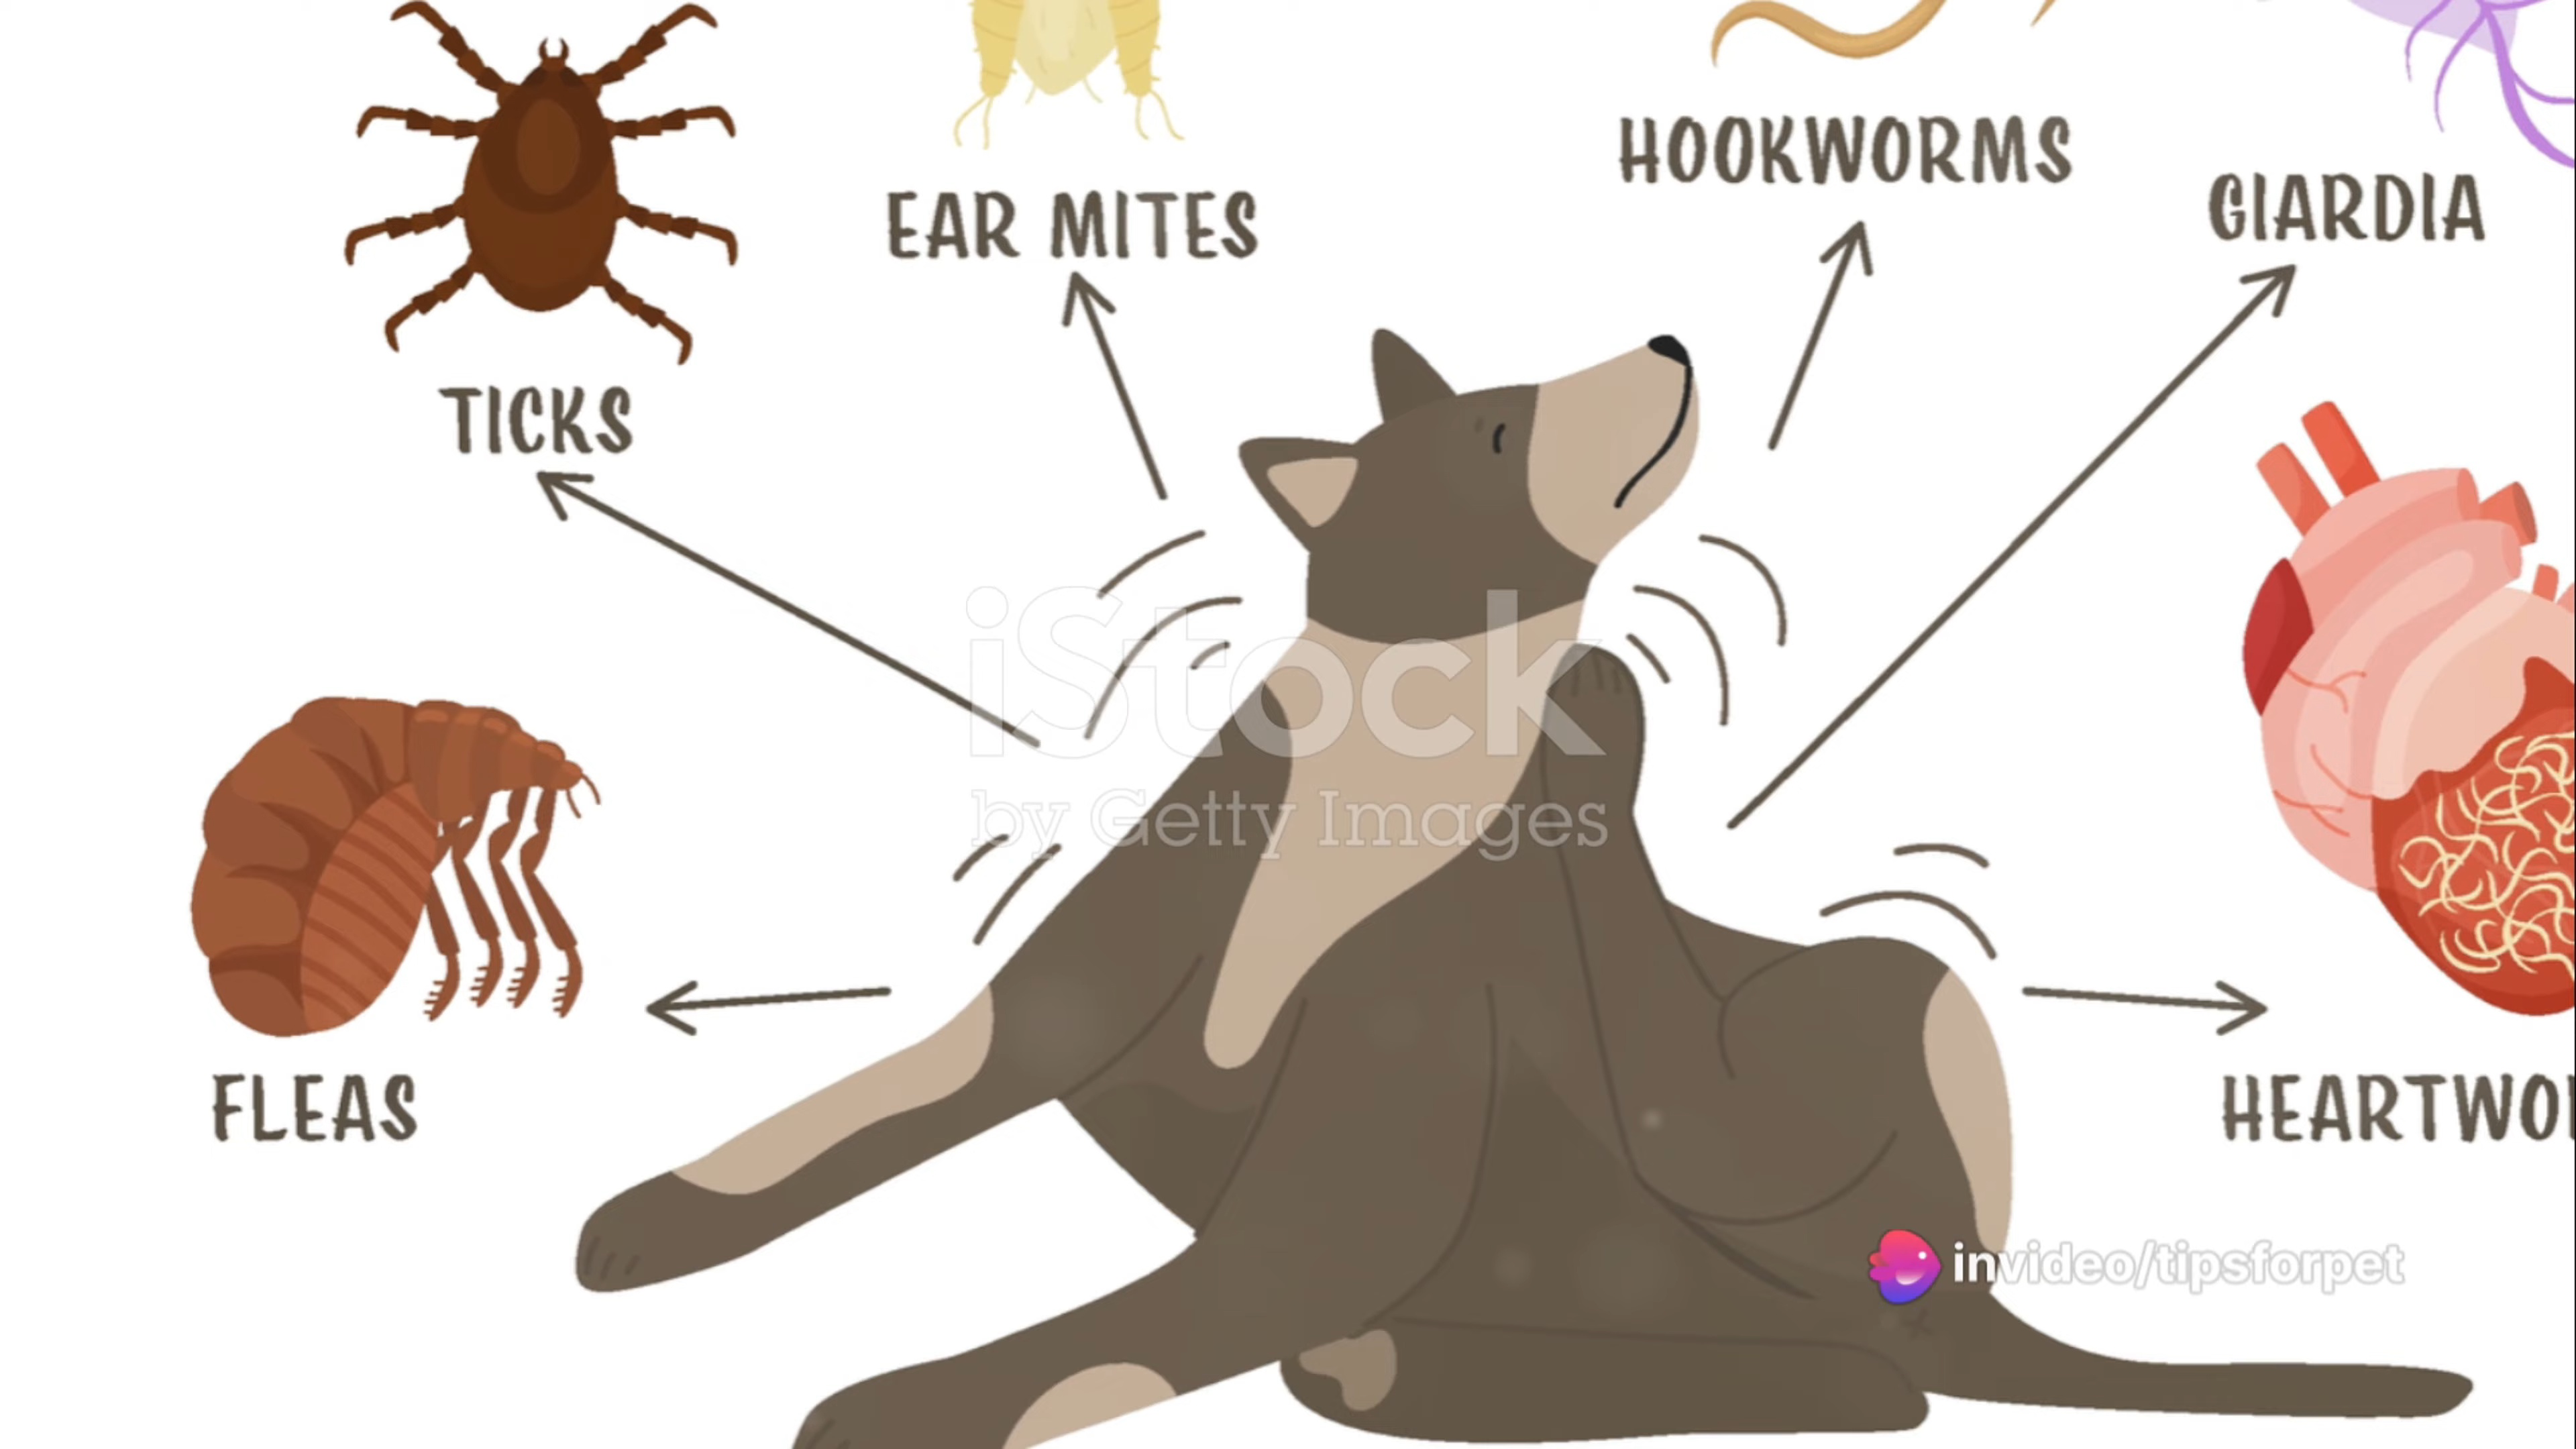 HOOKWORMS
GIARDIA
EAR MITES
TICKS
iStock
by Getty Images
FLEAS
HEARTWO
invideo/tipsforpet